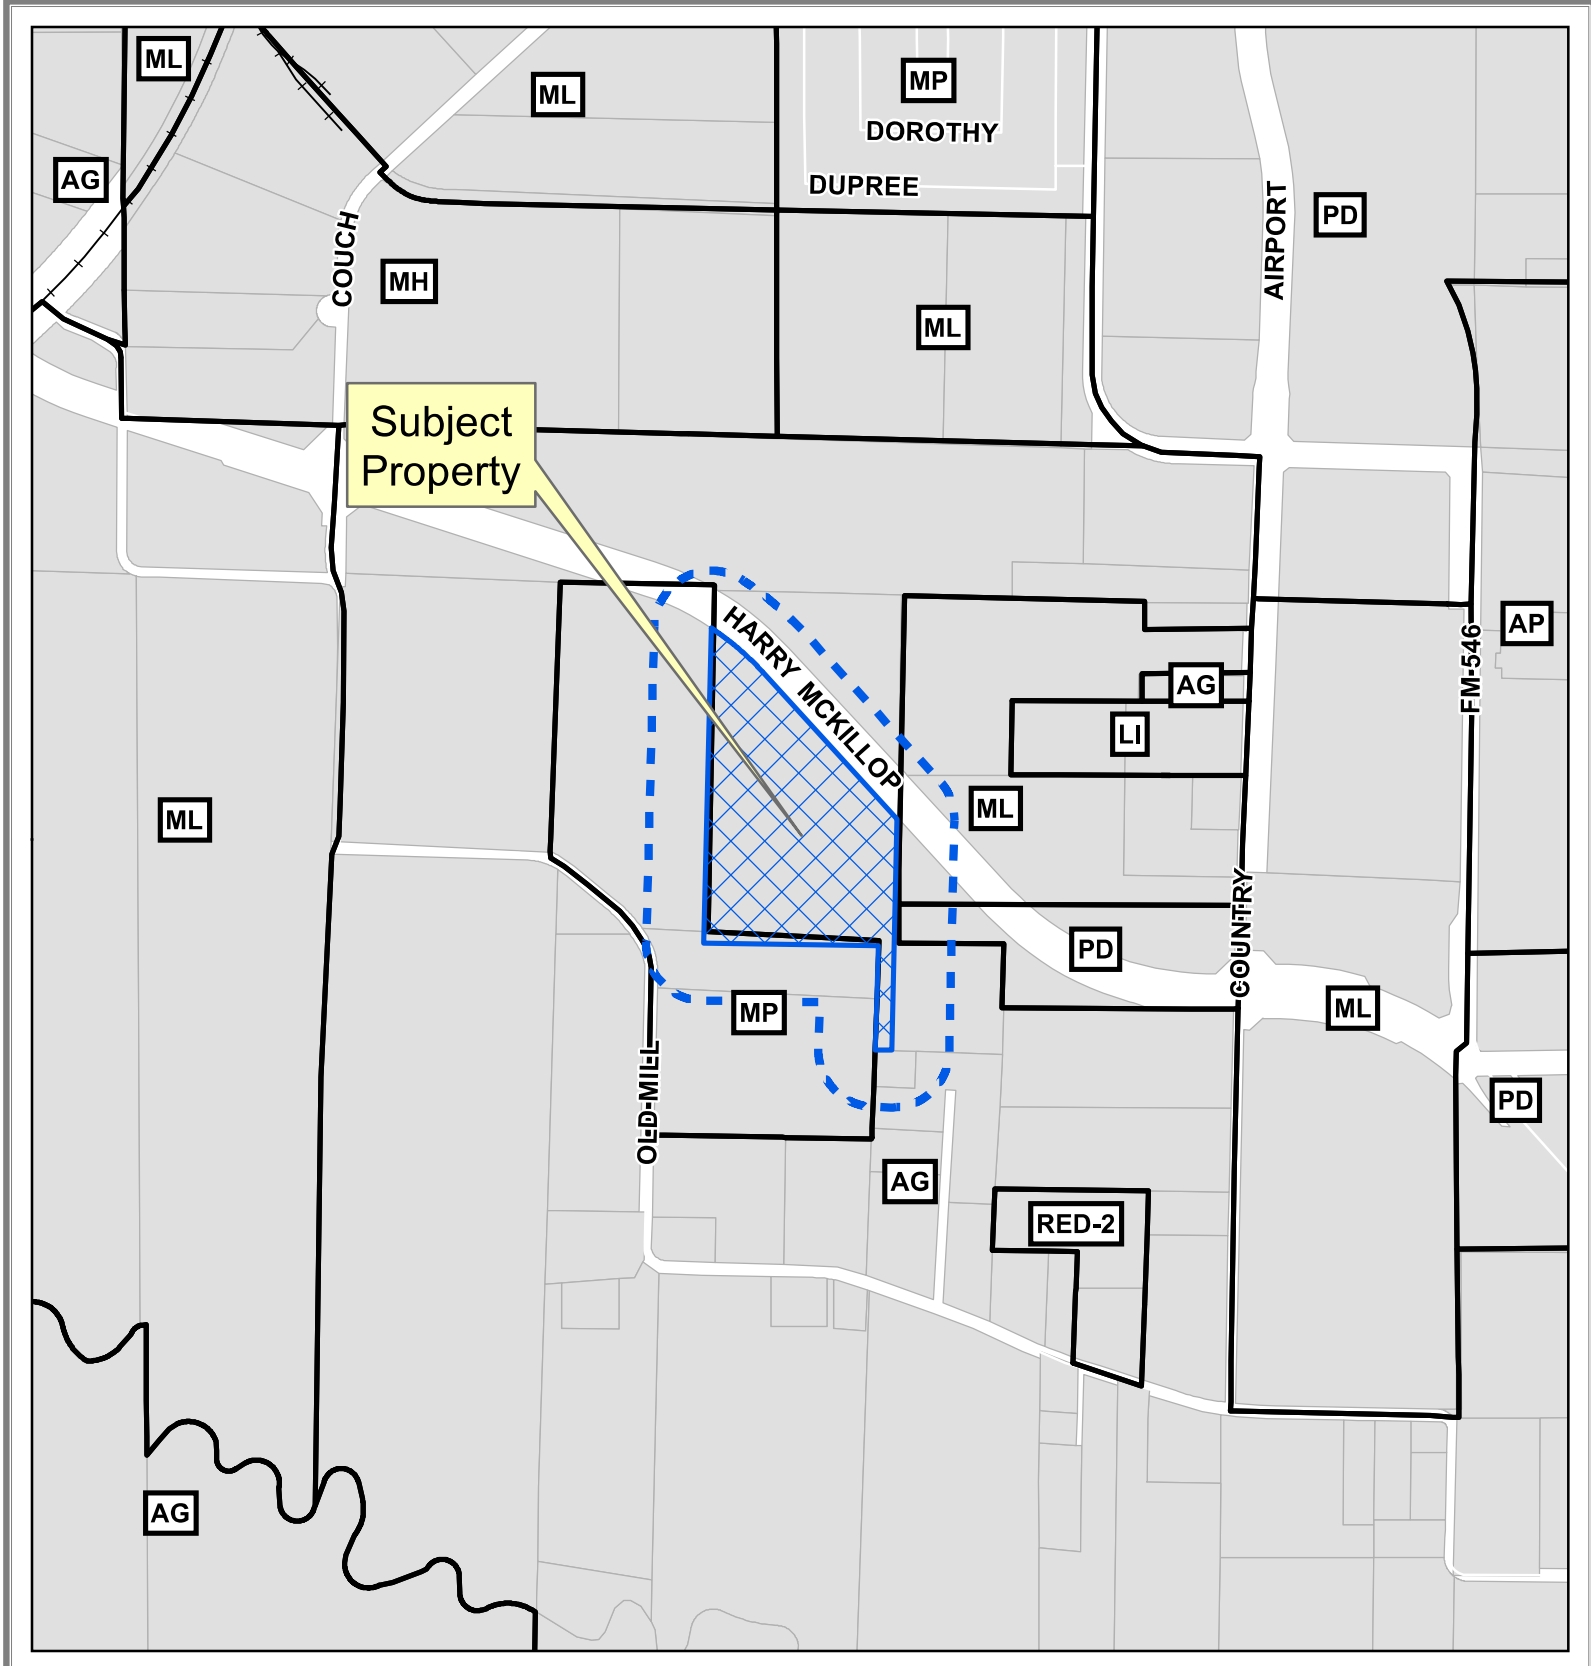 ML
ML
MP
DOROTHY
AG
DUPREE
COUCH
AIRPORT
PD
MH
ML
Subject
Property
HARRY MCKILLOP
AP
FM-546
AG
LI
ML
ML
COUNTRY
PD
MP
ML
OLD-MILL
PD
AG
RED-2
AG